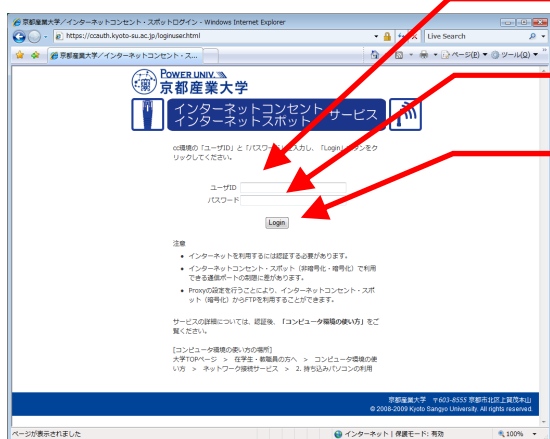 京都産業大学／インターネットコンセント・スポットログイン - Windows Internet Explorer
https://ccauth.kyoto-su.ac.jp/loginuser.html
Live Search
京都産業大学／インターネットコンセント・ス...
ページ(P) ツール(O)
POWER UNIV.
京都産業大学
インターネットコンセント
インターネットスポット
サービス
cc環境の「ユーザID」と「パスワード」を入力し、「Login」ボタンをク
リックしてください。
ユーザID
パスワード
Login
注意
• インターネットを利用するには認証する必要があります。
• インターネットコンセント・スポット（非暗号化・暗号化）で利用
できる通信ポートの制限に差があります。
• Proxyの設定を行うことにより、インターネットコンセント・スポ
ット（暗号化）からFTPを利用することができます。
サービスの詳細については、認証後、「コンピュータ環境の使い方」をご
覧ください。
[コンピュータ環境の使い方の場所]
大学TOPページ > 在学生・教職員の方へ > コンピュータ環境の使
い方 > ネットワーク接続サービス > 2. 持ち込みパソコンの利用
京都産業大学 〒603-8555 京都市北区上賀茂本山
© 2008-2009 Kyoto Sangyo University. All rights reserved.
ページが表示されました
インターネット | 保護モード: 有効
100%